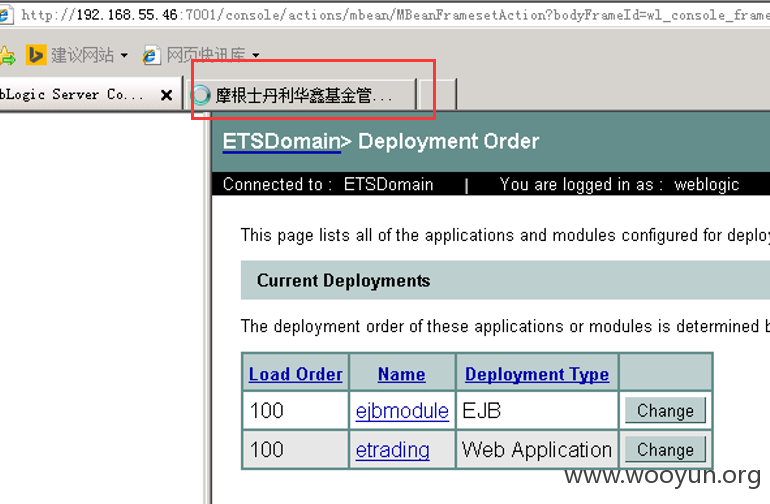 http://192.168.55.46:7001/console/actions/mbean/MBeanFramesetAction?bodyFrameId=wl_console_frame
建议网站 网页快讯库
bLogic Server Co... 摩根士丹利华鑫基金管...
ETSDomain> Deployment Order
Connected to : ETSDomain | You are logged in as : weblogic
This page lists all of the applications and modules configured for deploy
Current Deployments
The deployment order of these applications or modules is determined b
Load Order Name Deployment Type
100 ejbmodule EJB Change
100 etrading Web Application Change
www.wooyun.org